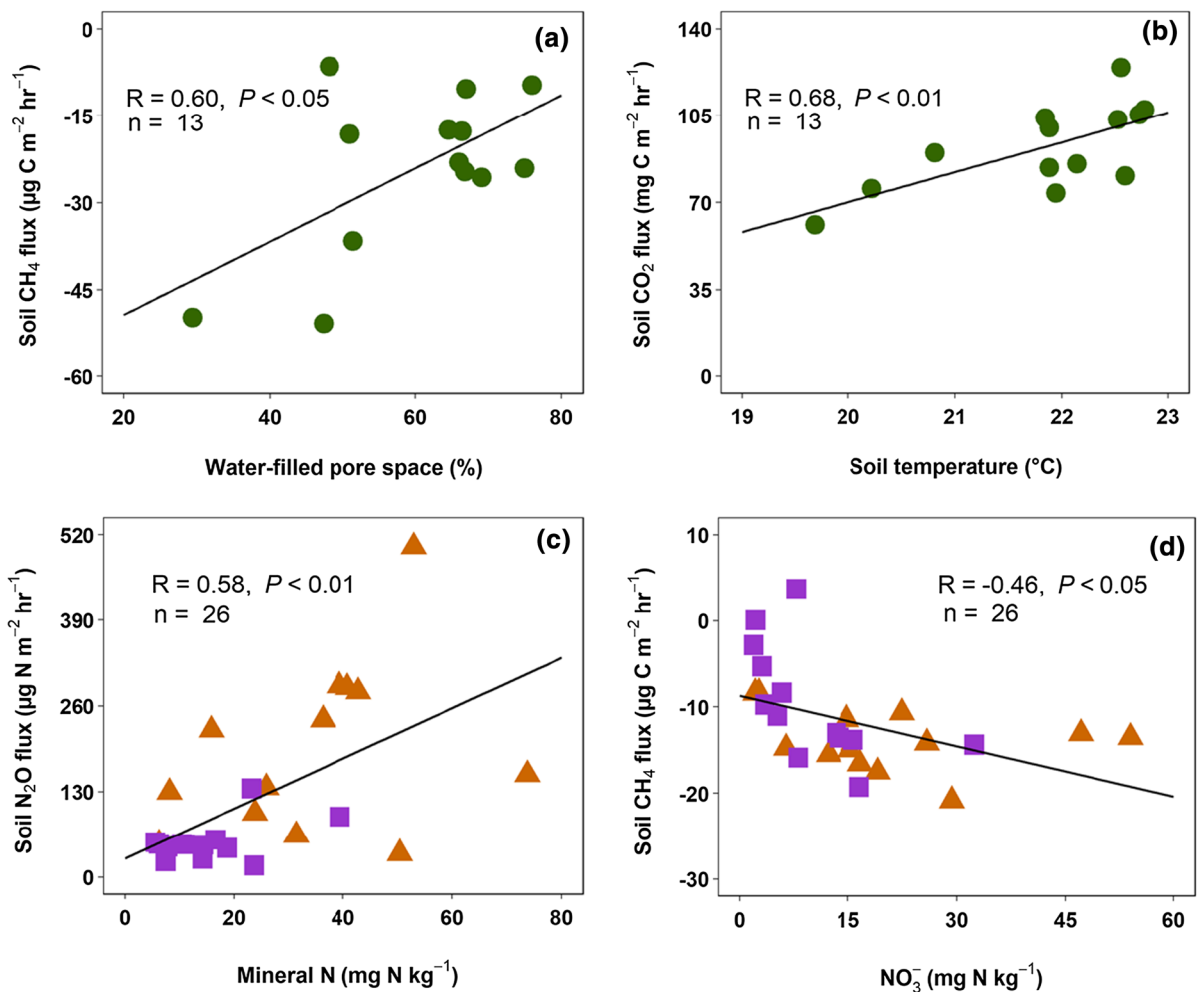 (a)
R = 0.60, P < 0.05
n = 13
Soil CH₄ flux (µg C m⁻² hr⁻¹)
0
-15
-30
-45
-60
20 40 60 80
Water-filled pore space (%)
(b)
R = 0.68, P < 0.01
n = 13
Soil CO₂ flux (mg C m⁻² hr⁻¹)
140
105
70
35
0
19 20 21 22 23
Soil temperature (°C)
(c)
R = 0.58, P < 0.01
n = 26
Soil N₂O flux (µg N m⁻² hr⁻¹)
520
390
260
130
0
0 20 40 60 80
Mineral N (mg N kg⁻¹)
(d)
R = -0.46, P < 0.05
n = 26
Soil CH₄ flux (µg C m⁻² hr⁻¹)
10
0
-10
-20
-30
0 15 30 45 60
NO₃⁻ (mg N kg⁻¹)